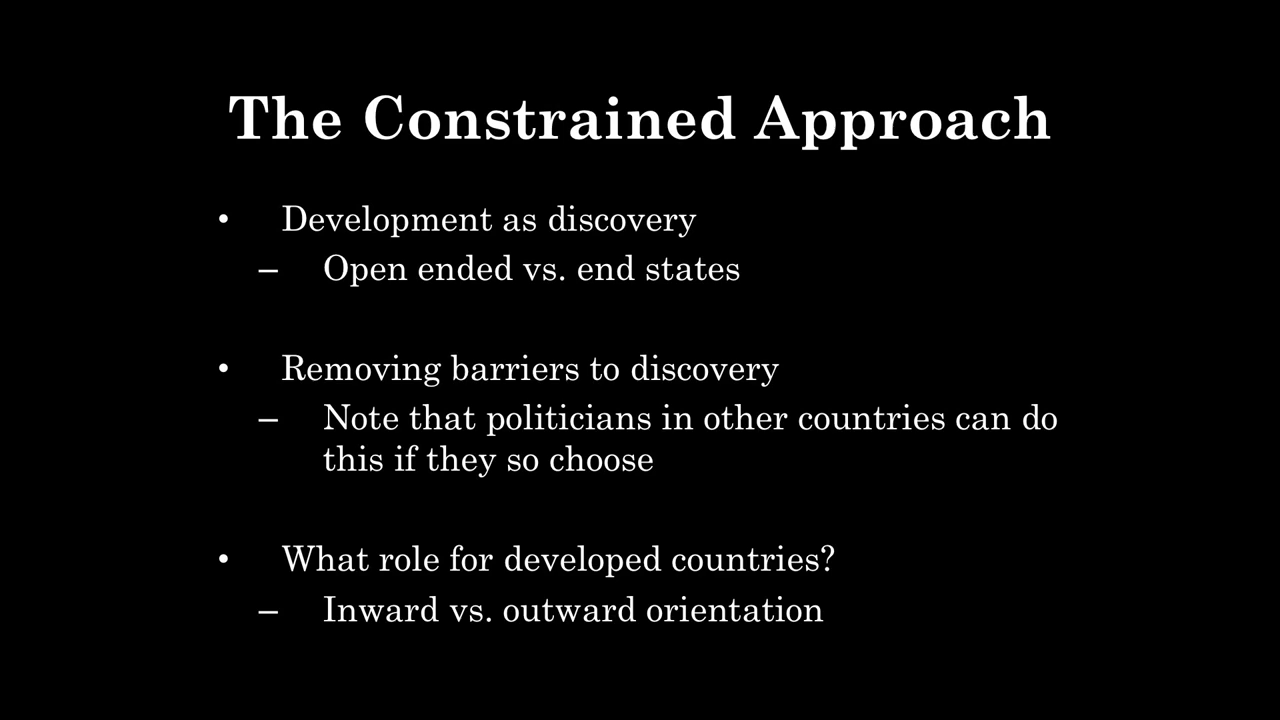 The Constrained Approach
• Development as discovery
– Open ended vs. end states
• Removing barriers to discovery
– Note that politicians in other countries can do
this if they so choose
• What role for developed countries?
– Inward vs. outward orientation